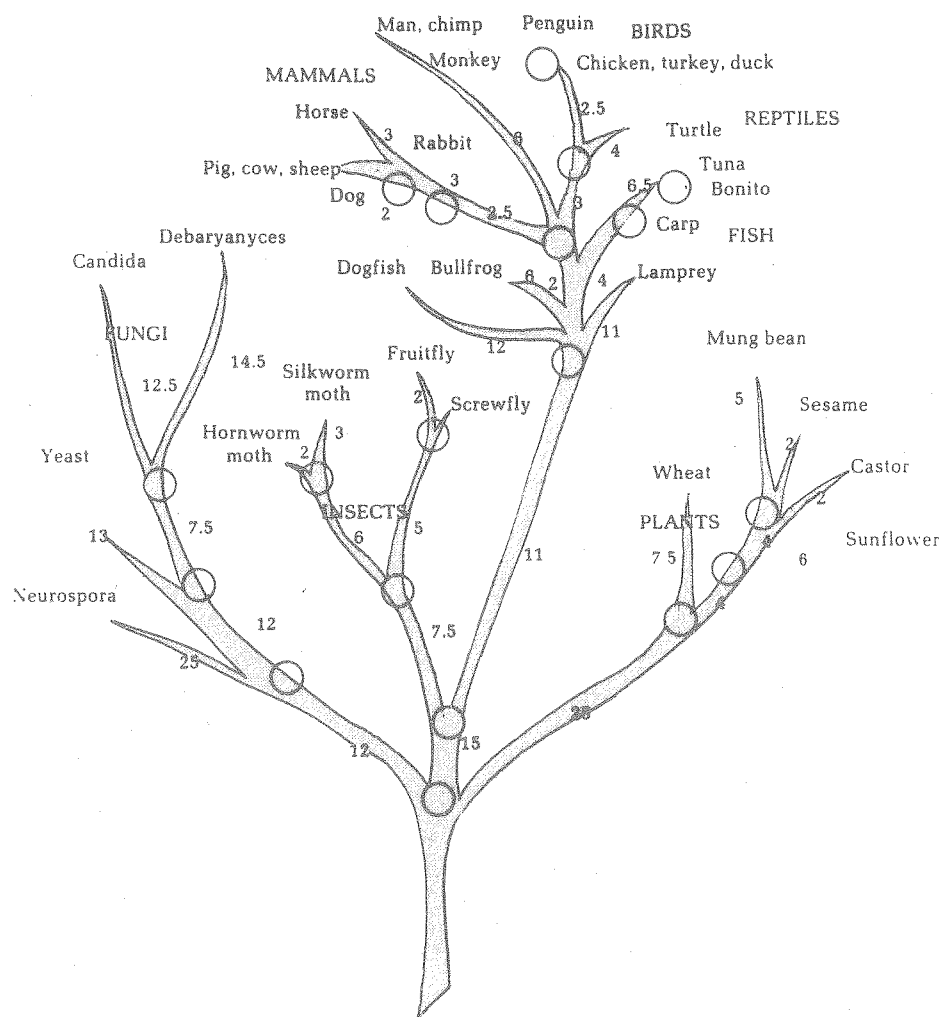 Man, chimp
Penguin
BIRDS
Monkey
Chicken, turkey, duck
MAMMALS
2.5
Horse
REPTILES
Turtle
3
Rabbit
6
4
Pig, cow, sheep
Tuna
3
6.5
Bonito
Dog
2
2.5
3
Carp
FISH
Debaryanyces
Candida
Dogfish
Bullfrog
6
2
4
Lamprey
FUNGI
12
11
Mung bean
14.5
Fruitfly
12.5
Silkworm
moth
2
5
Sesame
Screwfly
Hornworm
moth
3
2
2
Yeast
Wheat
Castor
2
INSECTS
PLANTS
7.5
5
13
6
4
Sunflower
11
7 5
6
Neurospora
12
7.5
25
12
15